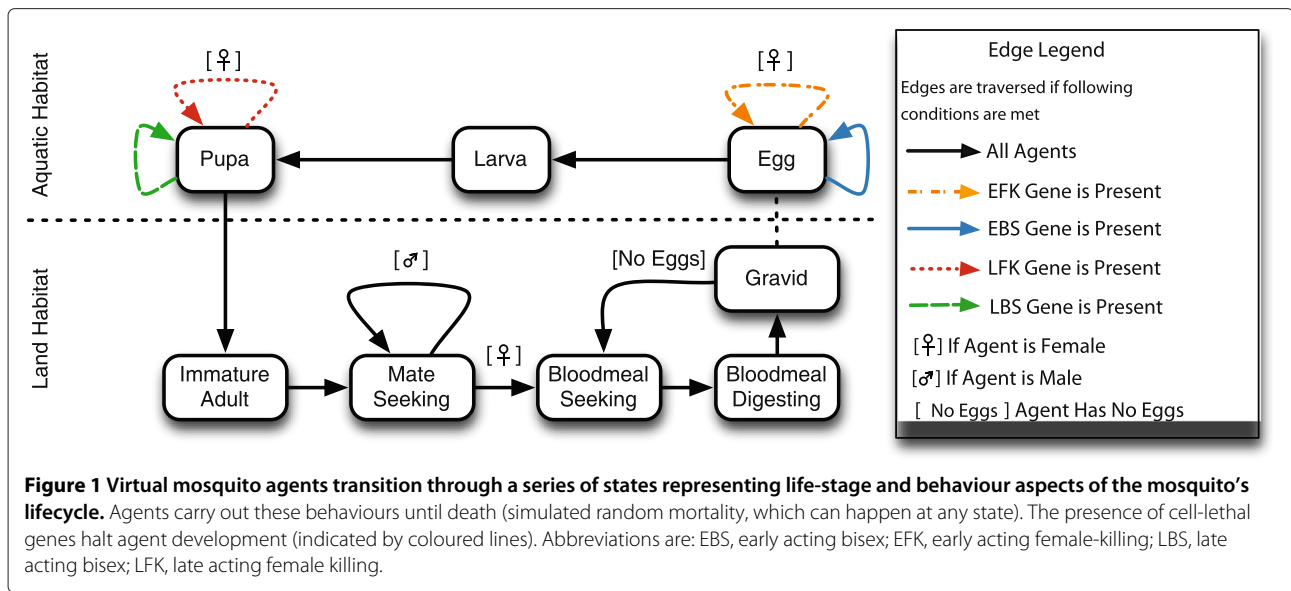 Aquatic Habitat
Land Habitat
[♀]
[♀]
Pupa
Larva
Egg
[♂]
[No Eggs]
Gravid
[♀]
Immature
Adult
Mate
Seeking
Bloodmeal
Seeking
Bloodmeal
Digesting
Edge Legend
Edges are traversed if following
conditions are met
All Agents
EFK Gene is Present
EBS Gene is Present
LFK Gene is Present
LBS Gene is Present
[♀] If Agent is Female
[♂] If Agent is Male
[ No Eggs ] Agent Has No Eggs
Figure 1 Virtual mosquito agents transition through a series of states representing life-stage and behaviour aspects of the mosquito's
lifecycle. Agents carry out these behaviours until death (simulated random mortality, which can happen at any state). The presence of cell-lethal
genes halt agent development (indicated by coloured lines). Abbreviations are: EBS, early acting bisex; EFK, early acting female-killing; LBS, late
acting bisex; LFK, late acting female killing.